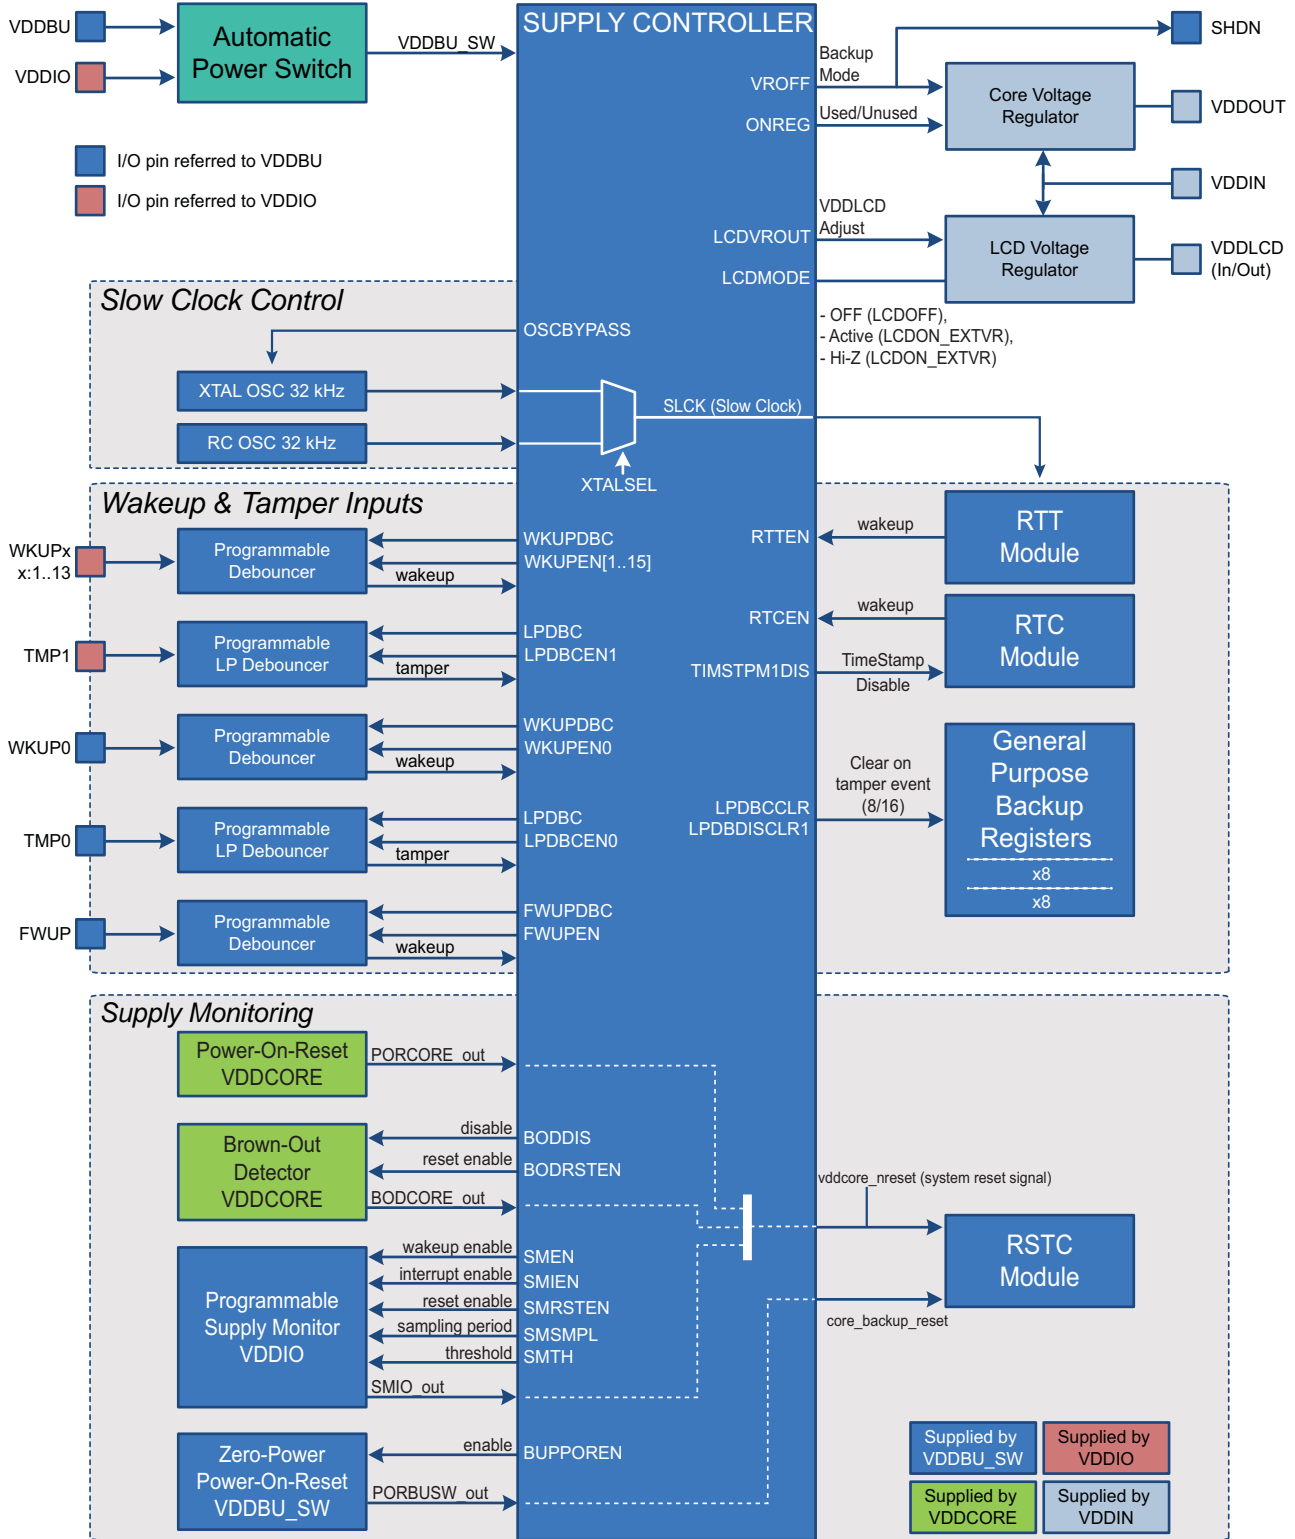 VDDBU
VDDIO
Automatic
Power Switch
VDDBU_SW
SUPPLY CONTROLLER
Backup
Mode
VROFF
Used/Unused
ONREG
Core Voltage
Regulator
SHDN
VDDOUT
VDDIN
I/O pin referred to VDDBU
I/O pin referred to VDDIO
VDDLCD
Adjust
LCDVROUT
LCDMODE
LCD Voltage
Regulator
VDDLCD
(In/Out)
- OFF (LCDOFF),
- Active (LCDON_EXTVR),
- Hi-Z (LCDON_EXTVR)
Slow Clock Control
OSCBYPASS
XTAL OSC 32 kHz
RC OSC 32 kHz
SLCK (Slow Clock)
XTALSEL
Wakeup & Tamper Inputs
WKUPx
x:1..13
Programmable
Debouncer
WKUPDBC
WKUPEN[1..15]
wakeup
TMP1
Programmable
LP Debouncer
LPDBC
LPDBCEN1
tamper
WKUP0
Programmable
Debouncer
WKUPDBC
WKUPEN0
wakeup
TMP0
Programmable
LP Debouncer
LPDBC
LPDBCEN0
tamper
FWUP
Programmable
Debouncer
FWUPDBC
FWUPEN
wakeup
RTTEN
wakeup
RTT
Module
RTCEN
wakeup
TIMSTPM1DIS
TimeStamp
Disable
RTC
Module
Clear on
tamper event
(8/16)
LPDBCCLR
LPDBDISCLR1
General
Purpose
Backup
Registers
x8
x8
Supply Monitoring
Power-On-Reset
VDDCORE
PORCORE_out
Brown-Out
Detector
VDDCORE
disable
BODDIS
reset enable
BODRSTEN
BODCORE_out
Programmable
Supply Monitor
VDDIO
wakeup enable
SMEN
interrupt enable
SMIEN
reset enable
SMRSTEN
sampling period
SMSMPL
threshold
SMTH
SMIO_out
Zero-Power
Power-On-Reset
VDDBU_SW
enable
BUPPOREN
PORBUSW_out
vddcore_nreset (system reset signal)
RSTC
Module
core_backup_reset
Supplied by
VDDBU_SW
Supplied by
VDDIO
Supplied by
VDDCORE
Supplied by
VDDIN